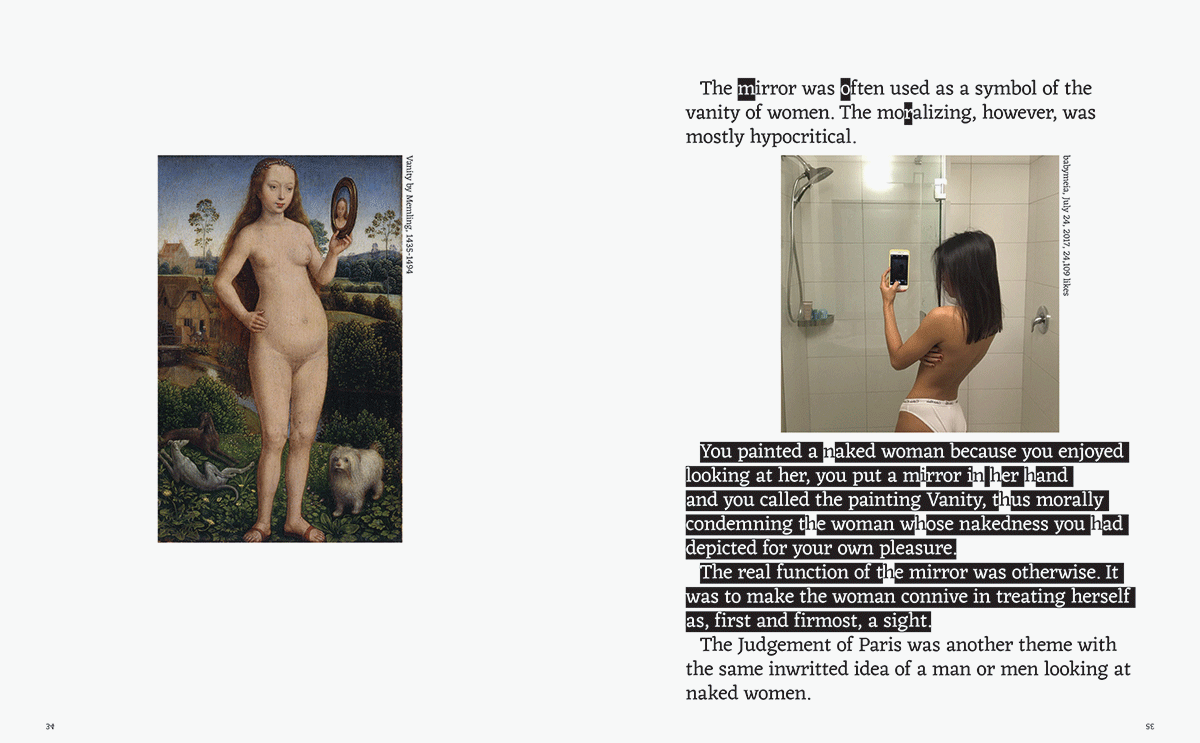 Vanity by Memling, 1435-1494
34
The mirror was often used as a symbol of the
vanity of women. The moralizing, however, was
mostly hypocritical.
babymeia, July 24, 2017, 24,109 likes
You painted a naked woman because you enjoyed
looking at her, you put a mirror in her hand
and you called the painting Vanity, thus morally
condemning the woman whose nakedness you had
depicted for your own pleasure.
The real function of the mirror was otherwise. It
was to make the woman connive in treating herself
as, first and firmost, a sight.
The Judgement of Paris was another theme with
the same inwritted idea of a man or men looking at
naked women.
35